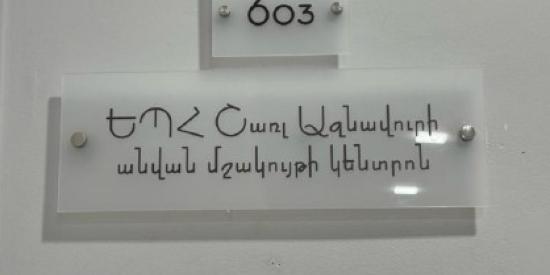 603
ԵՊՀ Շառլ Ազնավուրի
անվան մշակույթի կենտրոն